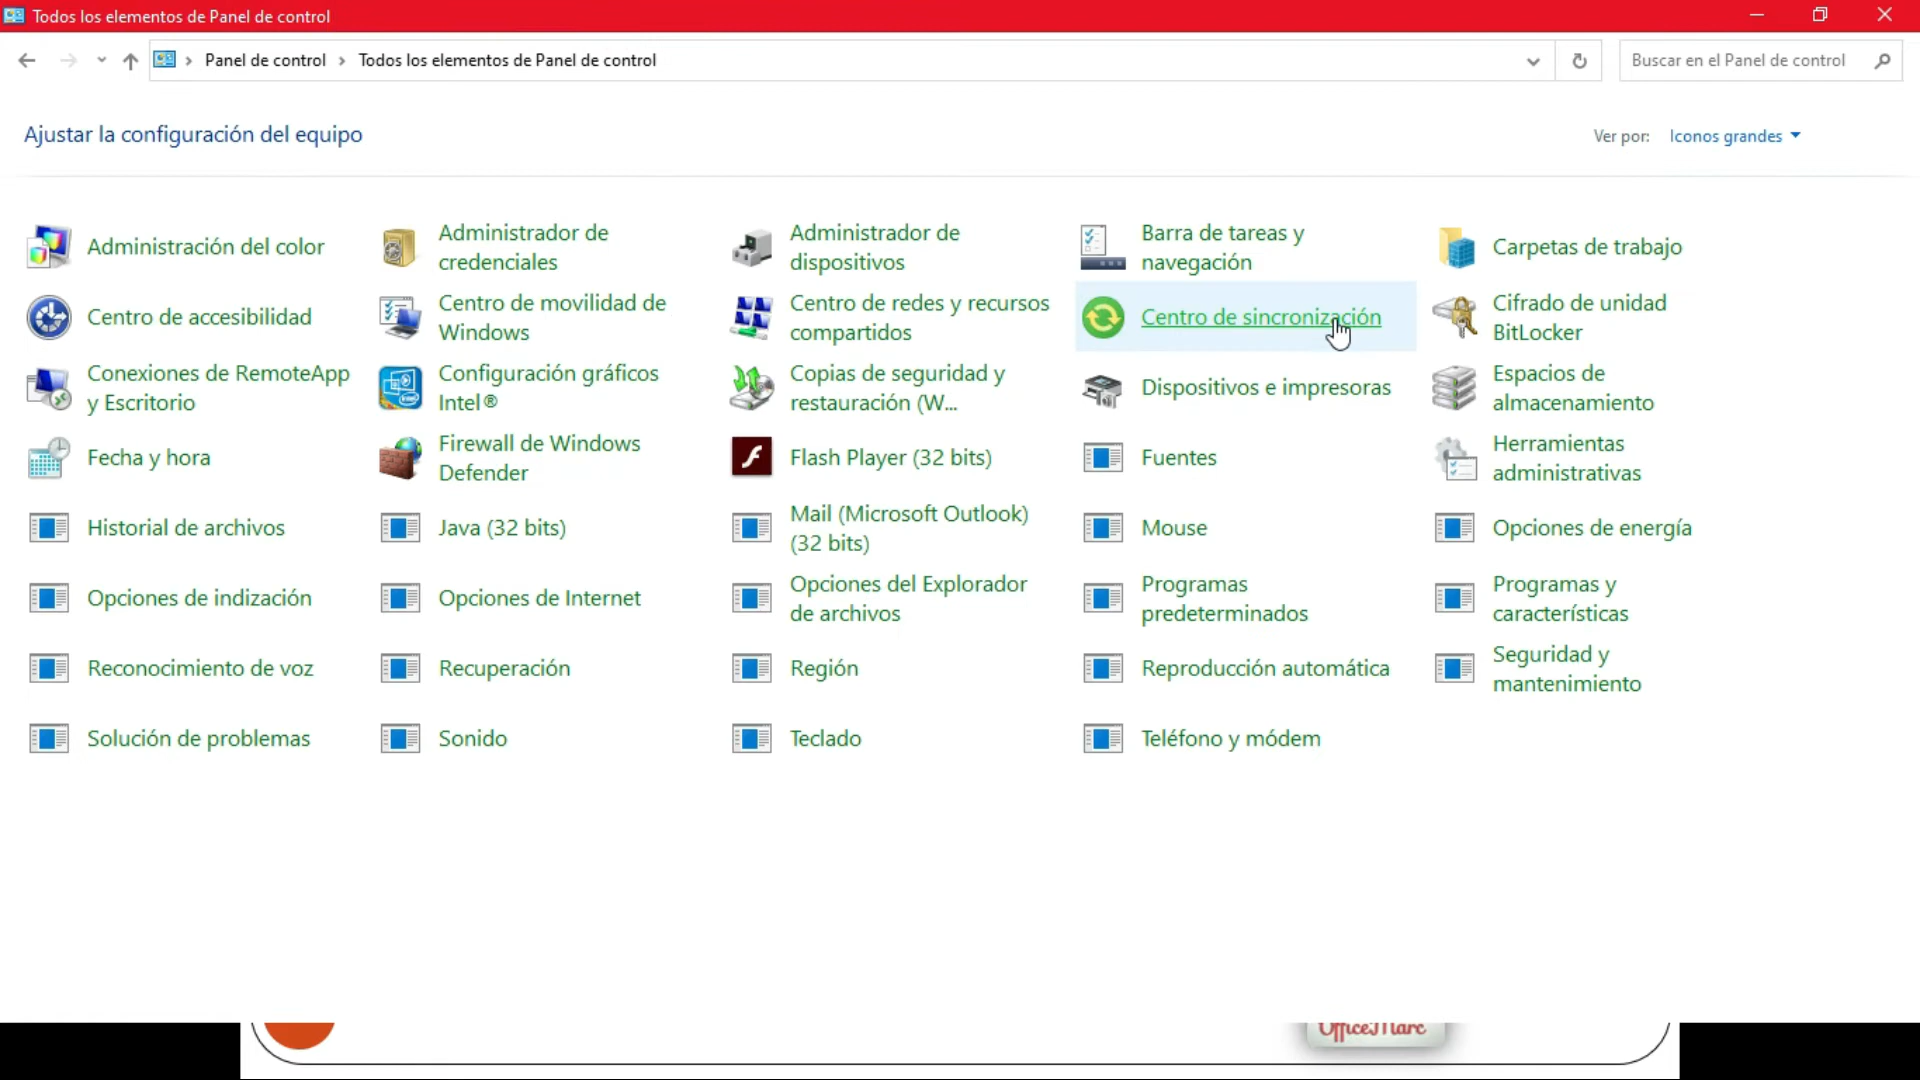 Todos los elementos de Panel de control
Panel de control
Todos los elementos de Panel de control
Buscar en el Panel de control
Ajustar la configuración del equipo
Ver por:
Iconos grandes
Administración del color
Administrador de
credenciales
Administrador de
dispositivos
Barra de tareas y
navegación
Carpetas de trabajo
Centro de accesibilidad
Centro de movilidad de
Windows
Centro de redes y recursos
compartidos
Centro de sincronización
Cifrado de unidad
BitLocker
Conexiones de RemoteApp
y Escritorio
Configuración gráficos
Intel®
Copias de seguridad y
restauración (W...
Dispositivos e impresoras
Espacios de
almacenamiento
Fecha y hora
Firewall de Windows
Defender
Flash Player (32 bits)
Fuentes
Herramientas
administrativas
Historial de archivos
Java (32 bits)
Mail (Microsoft Outlook)
(32 bits)
Mouse
Opciones de energía
Opciones de indización
Opciones de Internet
Opciones del Explorador
de archivos
Programas
predeterminados
Programas y
características
Reconocimiento de voz
Recuperación
Región
Reproducción automática
Seguridad y
mantenimiento
Solución de problemas
Sonido
Teclado
Teléfono y módem
OfficeMarc